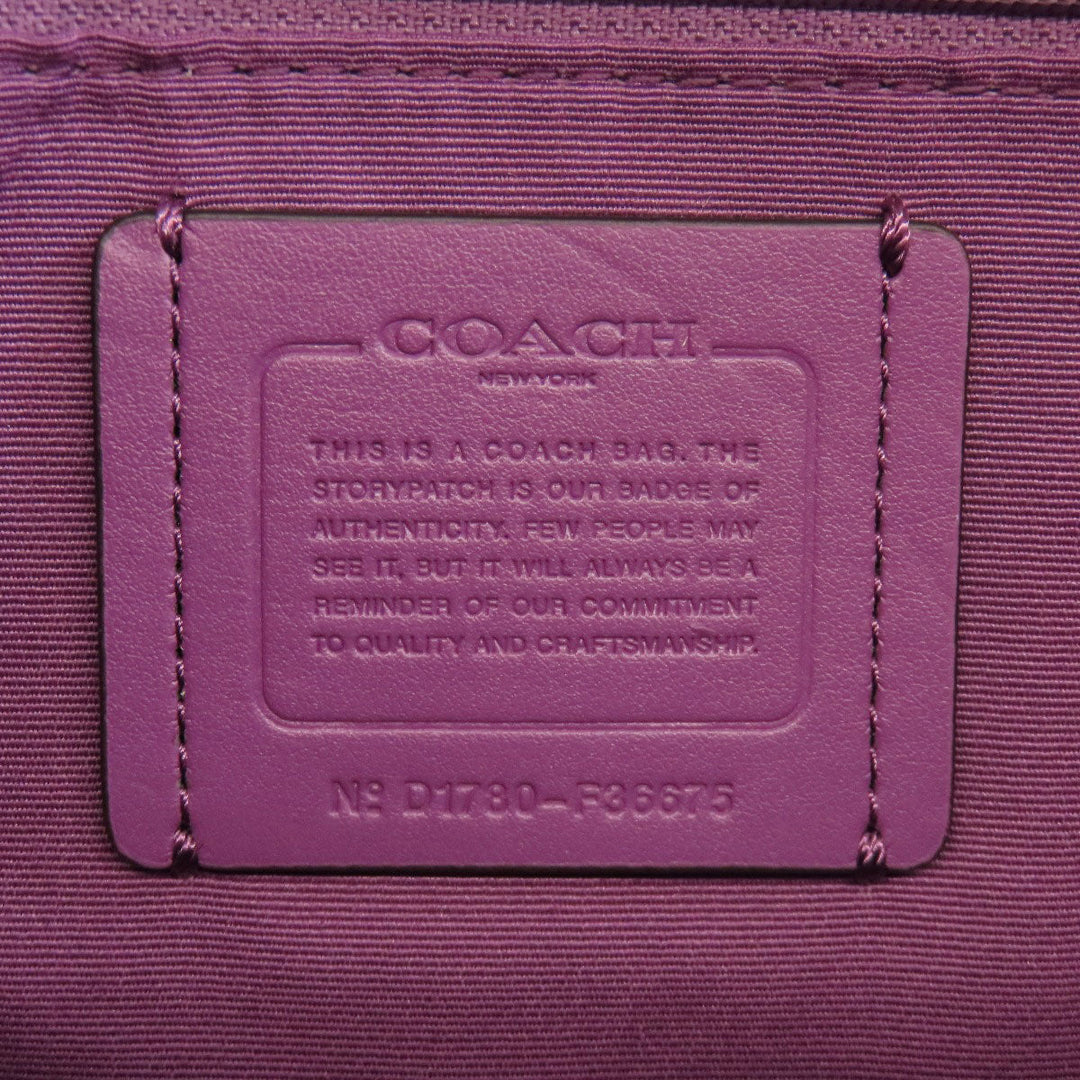 COACH
NEW YORK
THIS IS A COACH BAG. THE
STORYPATCH IS OUR BADGE OF
AUTHENTICITY. FEW PEOPLE MAY
SEE IT, BUT IT WILL ALWAYS BE A
REMINDER OF OUR COMMITMENT
TO QUALITY AND CRAFTSMANSHIP.
Nº D1780-F36675